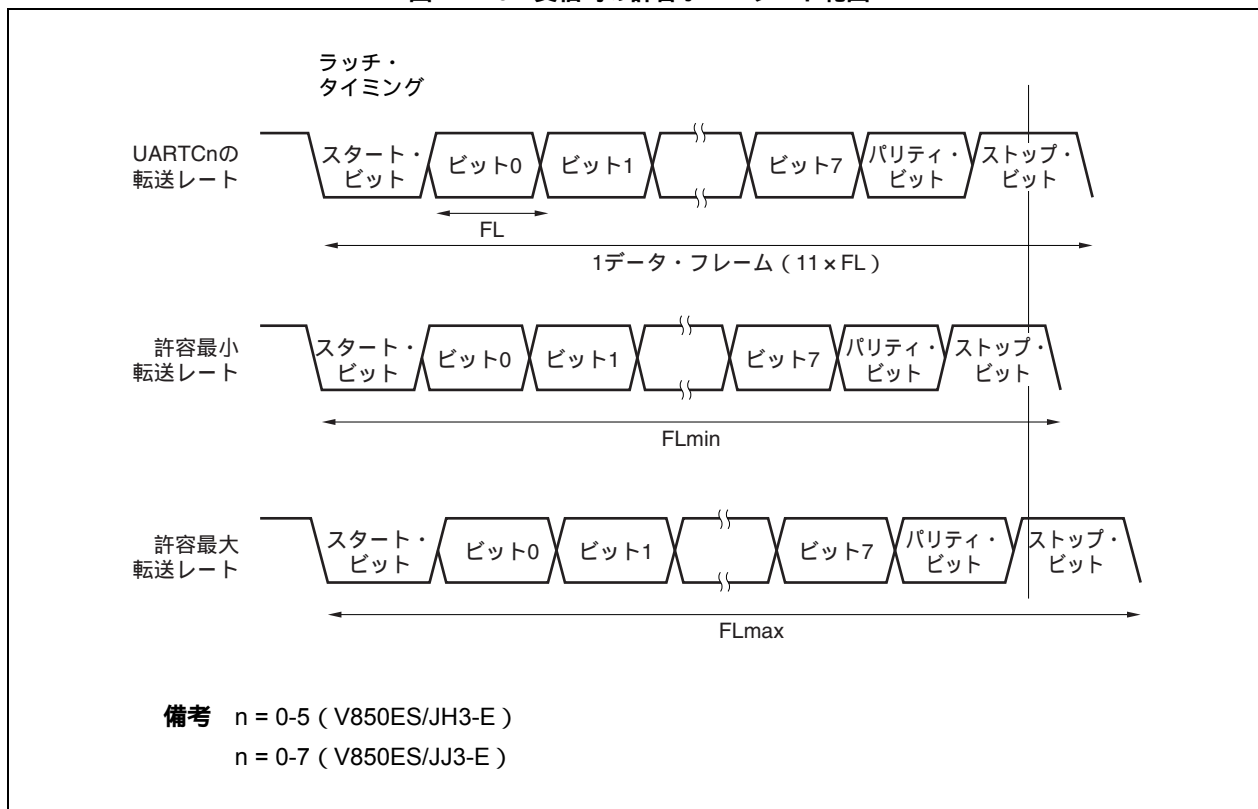 ラッチ・
タイミング
UARTCnの
転送レート
スタート・
ビット
ビット0
ビット1
ビット7
パリティ・
ビット
ストップ・
ビット
FL
1データ・フレーム（11×FL）
許容最小
転送レート
スタート・
ビット
ビット0
ビット1
ビット7
パリティ・
ビット
ストップ・
ビット
FLmin
許容最大
転送レート
スタート・
ビット
ビット0
ビット1
ビット7
パリティ・
ビット
ストップ・
ビット
FLmax
備考 n = 0-5（V850ES/JH3-E）
n = 0-7（V850ES/JJ3-E）